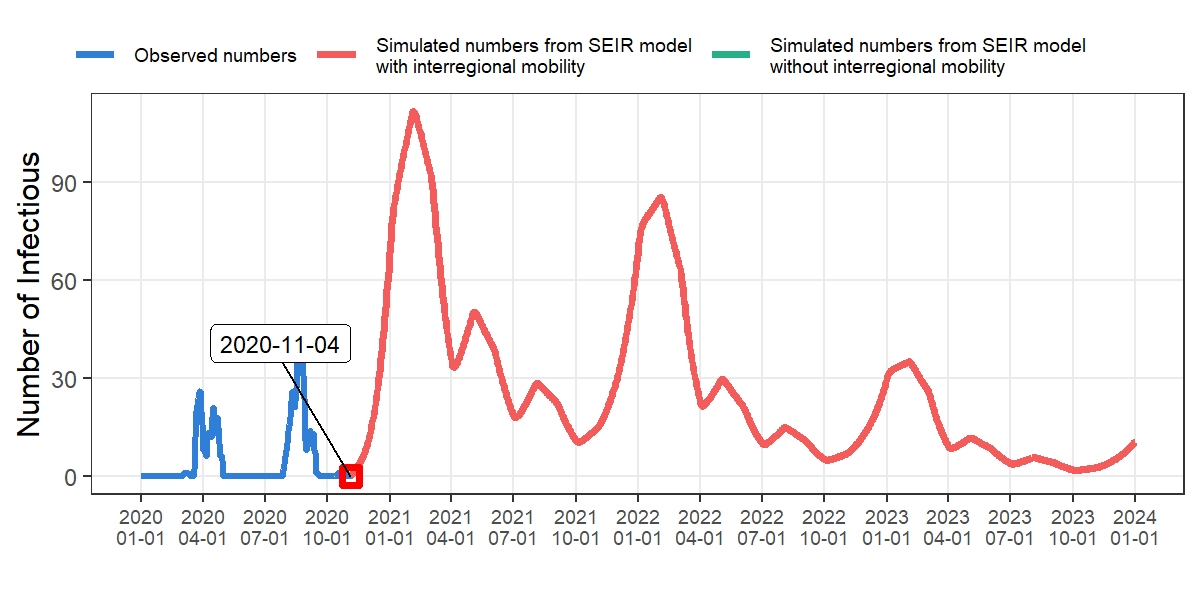 Observed numbers
Simulated numbers from SEIR model
with interregional mobility
Simulated numbers from SEIR model
without interregional mobility
Number of Infectious
90
60
30
0
2020-11-04
2020 2020 2020 2020 2021 2021 2021 2021 2022 2022 2022 2022 2023 2023 2023 2023 2024
01-01 04-01 07-01 10-01 01-01 04-01 07-01 10-01 01-01 04-01 07-01 10-01 01-01 04-01 07-01 10-01 01-01